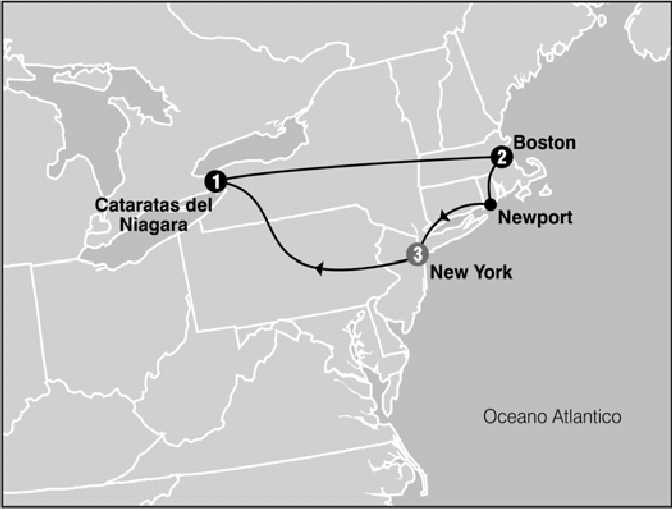 Boston
2
1
Cataratas del
Niagara
Newport
3
New York
Oceano Atlantico